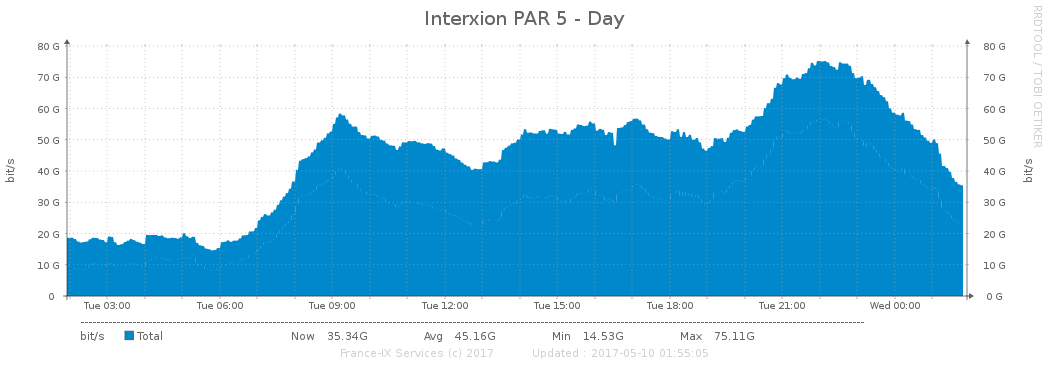 Interxion PAR 5 - Day
RRDTOOL / TOBI OETIKER
bit/s
80 G 80 G
70 G 70 G
60 G 60 G
50 G 50 G
40 G 40 G
30 G 30 G
20 G 20 G
10 G 10 G
0 0 G
bit/s
Tue 03:00 Tue 06:00 Tue 09:00 Tue 12:00 Tue 15:00 Tue 18:00 Tue 21:00 Wed 00:00
bit/s Total Now 35.34G Avg 45.16G Min 14.53G Max 75.11G
France-IX Services (c) 2017 Updated : 2017-05-10 01:55:05